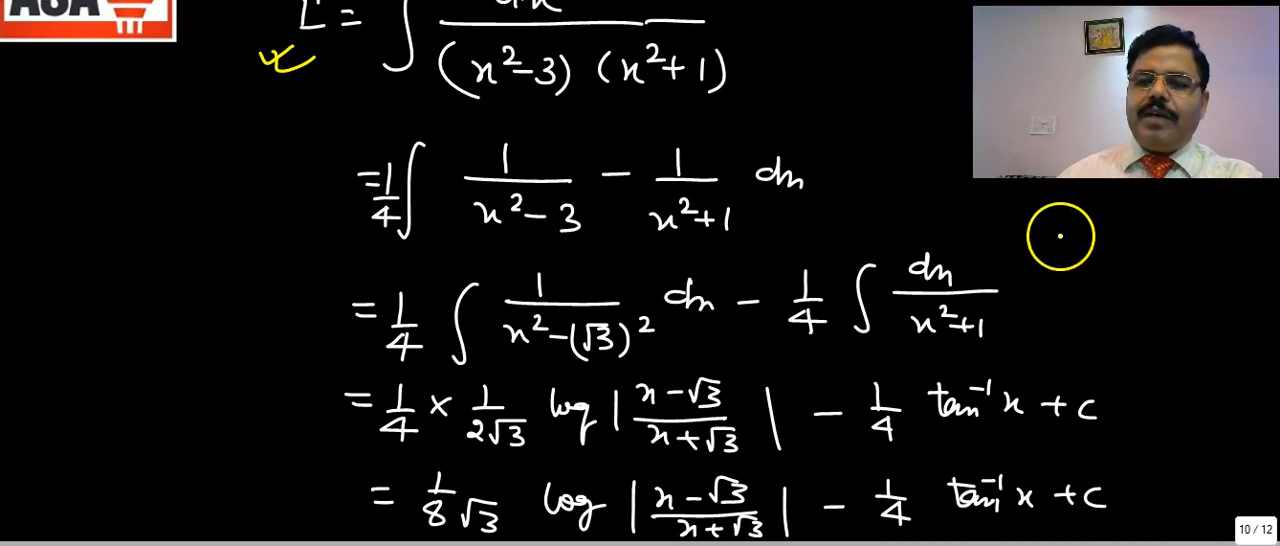 ASA
I = ∫ dx / (x²-3) (x²+1)
= 1/4 ∫ 1/(x²-3) - 1/(x²+1) dx
= 1/4 ∫ 1/(x²-(√3)²) dx - 1/4 ∫ dx/(x²+1)
= 1/4 × 1/2√3 log |(x-√3)/(x+√3)| - 1/4 tan⁻¹ x + c
= 1/8√3 log |(x-√3)/(x+√3)| - 1/4 tan⁻¹ x + c
10 / 12